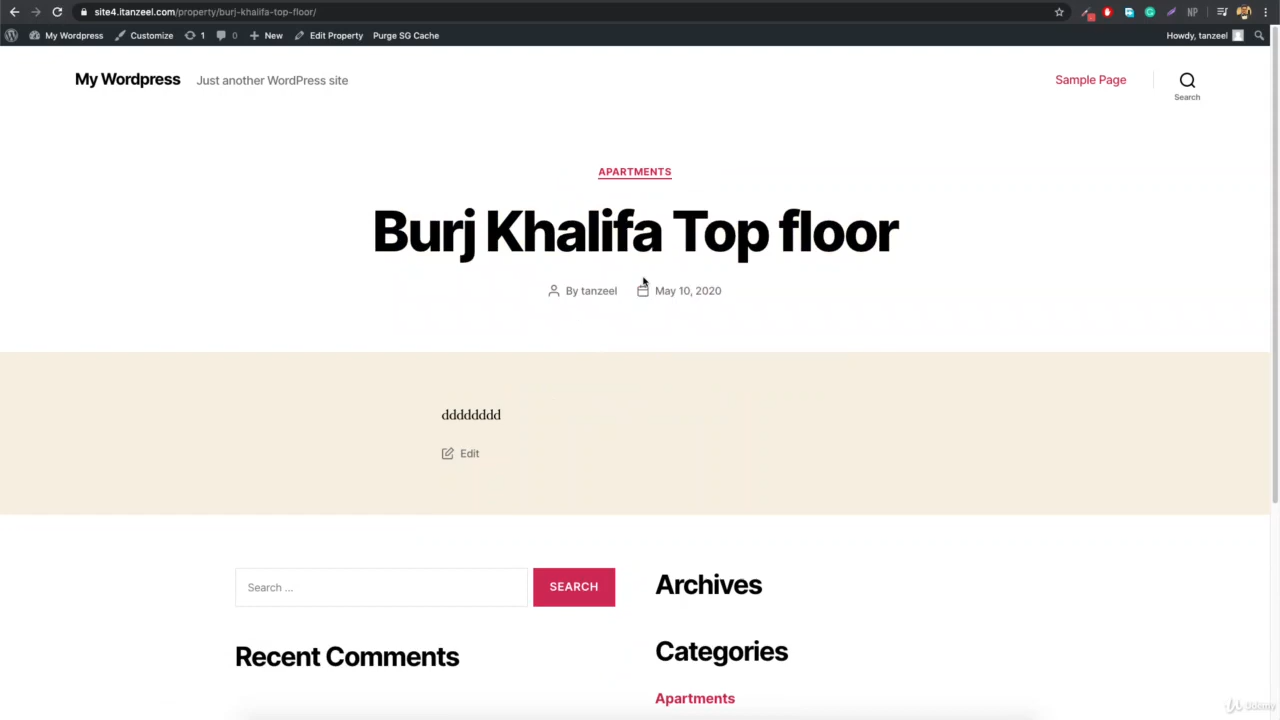 site4.itanzeel.com/property/burj-khalifa-top-floor/
My Wordpress Customize 1 0 New Edit Property Purge SG Cache Howdy, tanzeel
My Wordpress Just another WordPress site Sample Page
Search
APARTMENTS
Burj Khalifa Top floor
By tanzeel May 10, 2020
dddddddd
Edit
Search ... SEARCH
Archives
Recent Comments
Categories
Apartments
Udemy